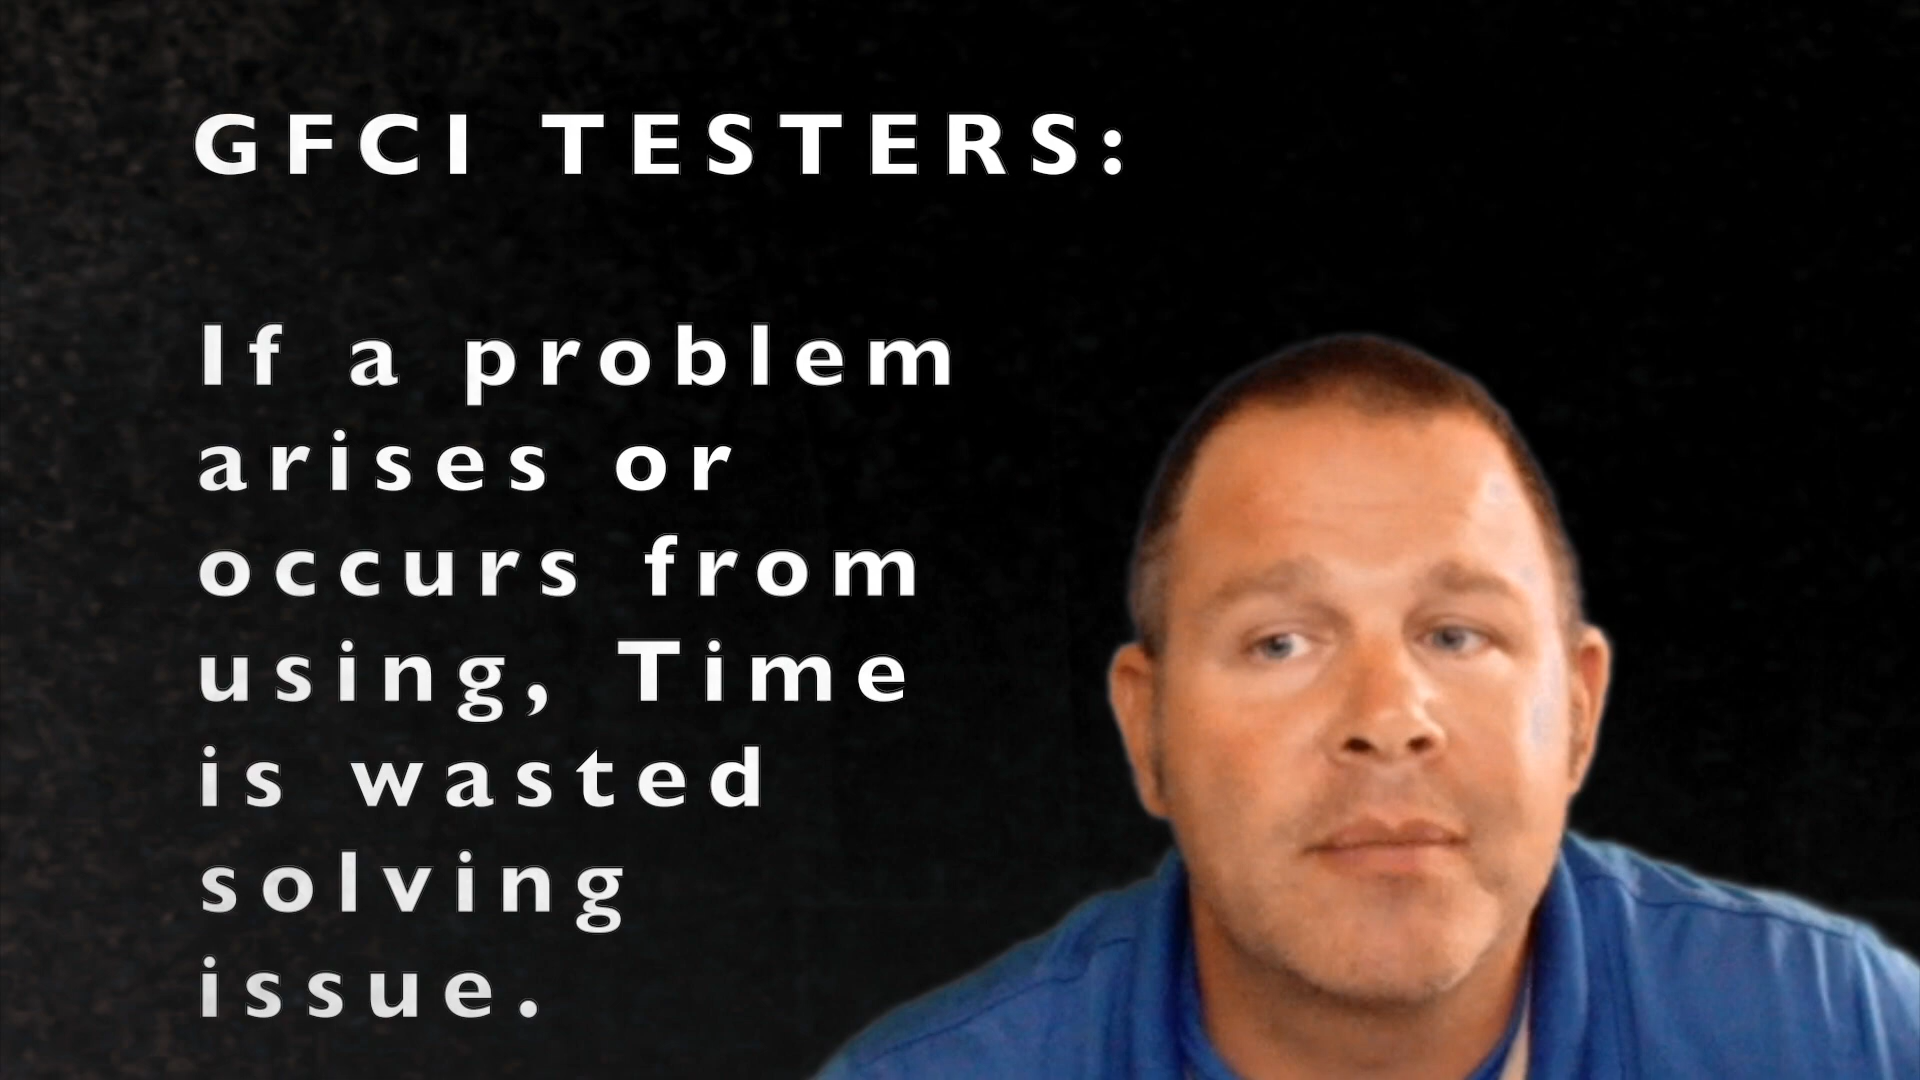 GFCI TESTERS:
If a problem
arises or
occurs from
using, Time
is wasted
solving
issue.